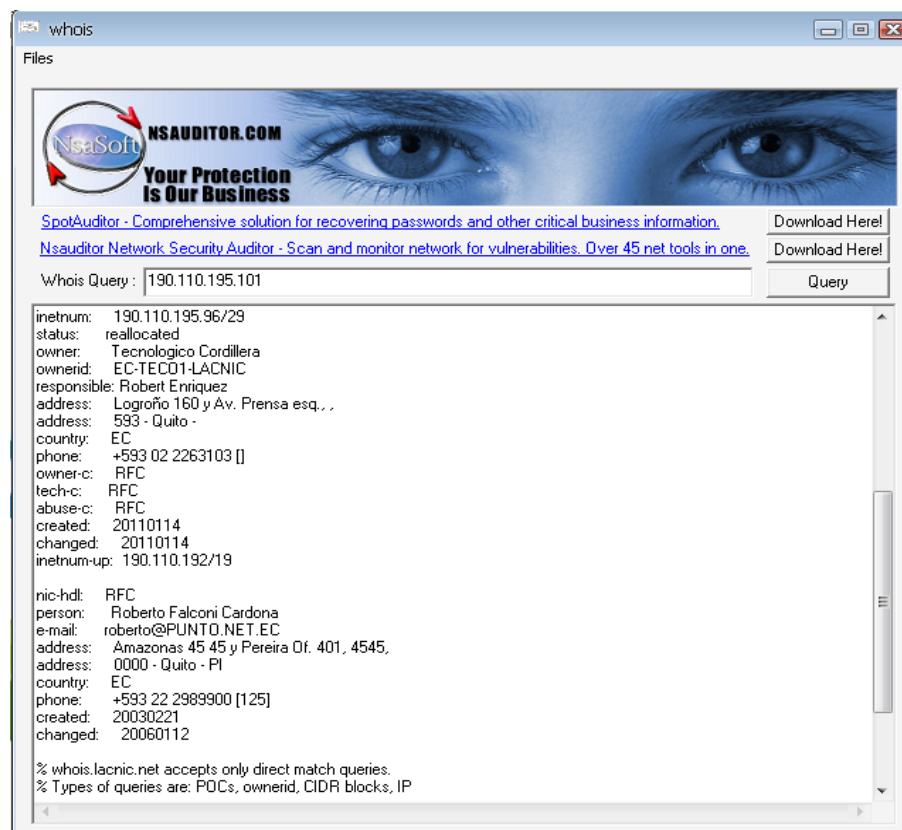 whois
Files
NsaSoft
NSAUDITOR.COM
Your Protection
Is Our Business
SpotAuditor - Comprehensive solution for recovering passwords and other critical business information.
Download Here!
Nsauditor Network Security Auditor - Scan and monitor network for vulnerabilities. Over 45 net tools in one.
Download Here!
Whois Query : 190.110.195.101
Query
inetnum: 190.110.195.96/29
status: reallocated
owner: Tecnologico Cordillera
ownerid: EC-TECO1-LACNIC
responsible: Robert Enriquez
address: Logroño 160 y Av. Prensa esq., ,
address: 593 - Quito -
country: EC
phone: +593 02 2263103 []
owner-c: RFC
tech-c: RFC
abuse-c: RFC
created: 20110114
changed: 20110114
inetnum-up: 190.110.192/19
nic-hdl: RFC
person: Roberto Falconi Cardona
e-mail: roberto@PUNTO.NET.EC
address: Amazonas 45 45 y Pereira Of. 401, 4545,
address: 0000 - Quito - PI
country: EC
phone: +593 22 2989900 [125]
created: 20030221
changed: 20060112
% whois.lacnic.net accepts only direct match queries.
% Types of queries are: POCs, ownerid, CIDR blocks, IP